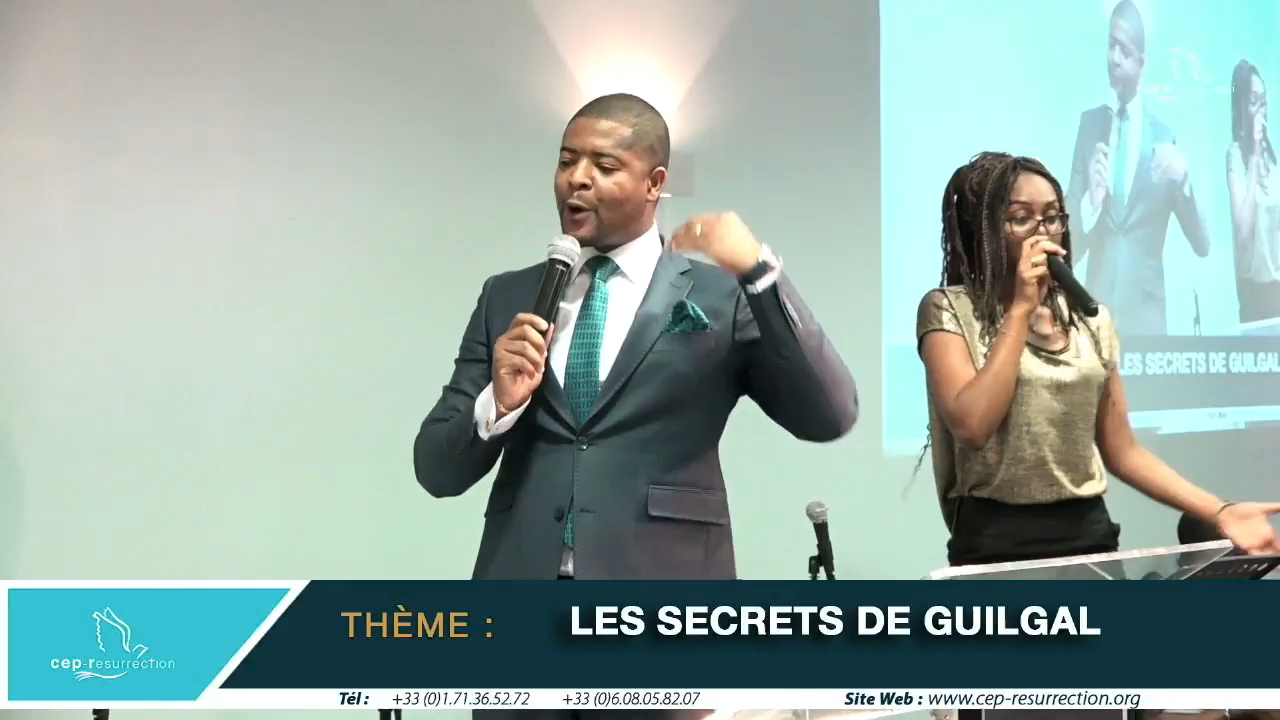 LES SECRETS DE GUILGAL
THÈME : LES SECRETS DE GUILGAL
cep-resurrection
Tél : +33 (0)1.71.36.52.72 +33 (0)6.08.05.82.07 Site Web : www.cep-resurrection.org